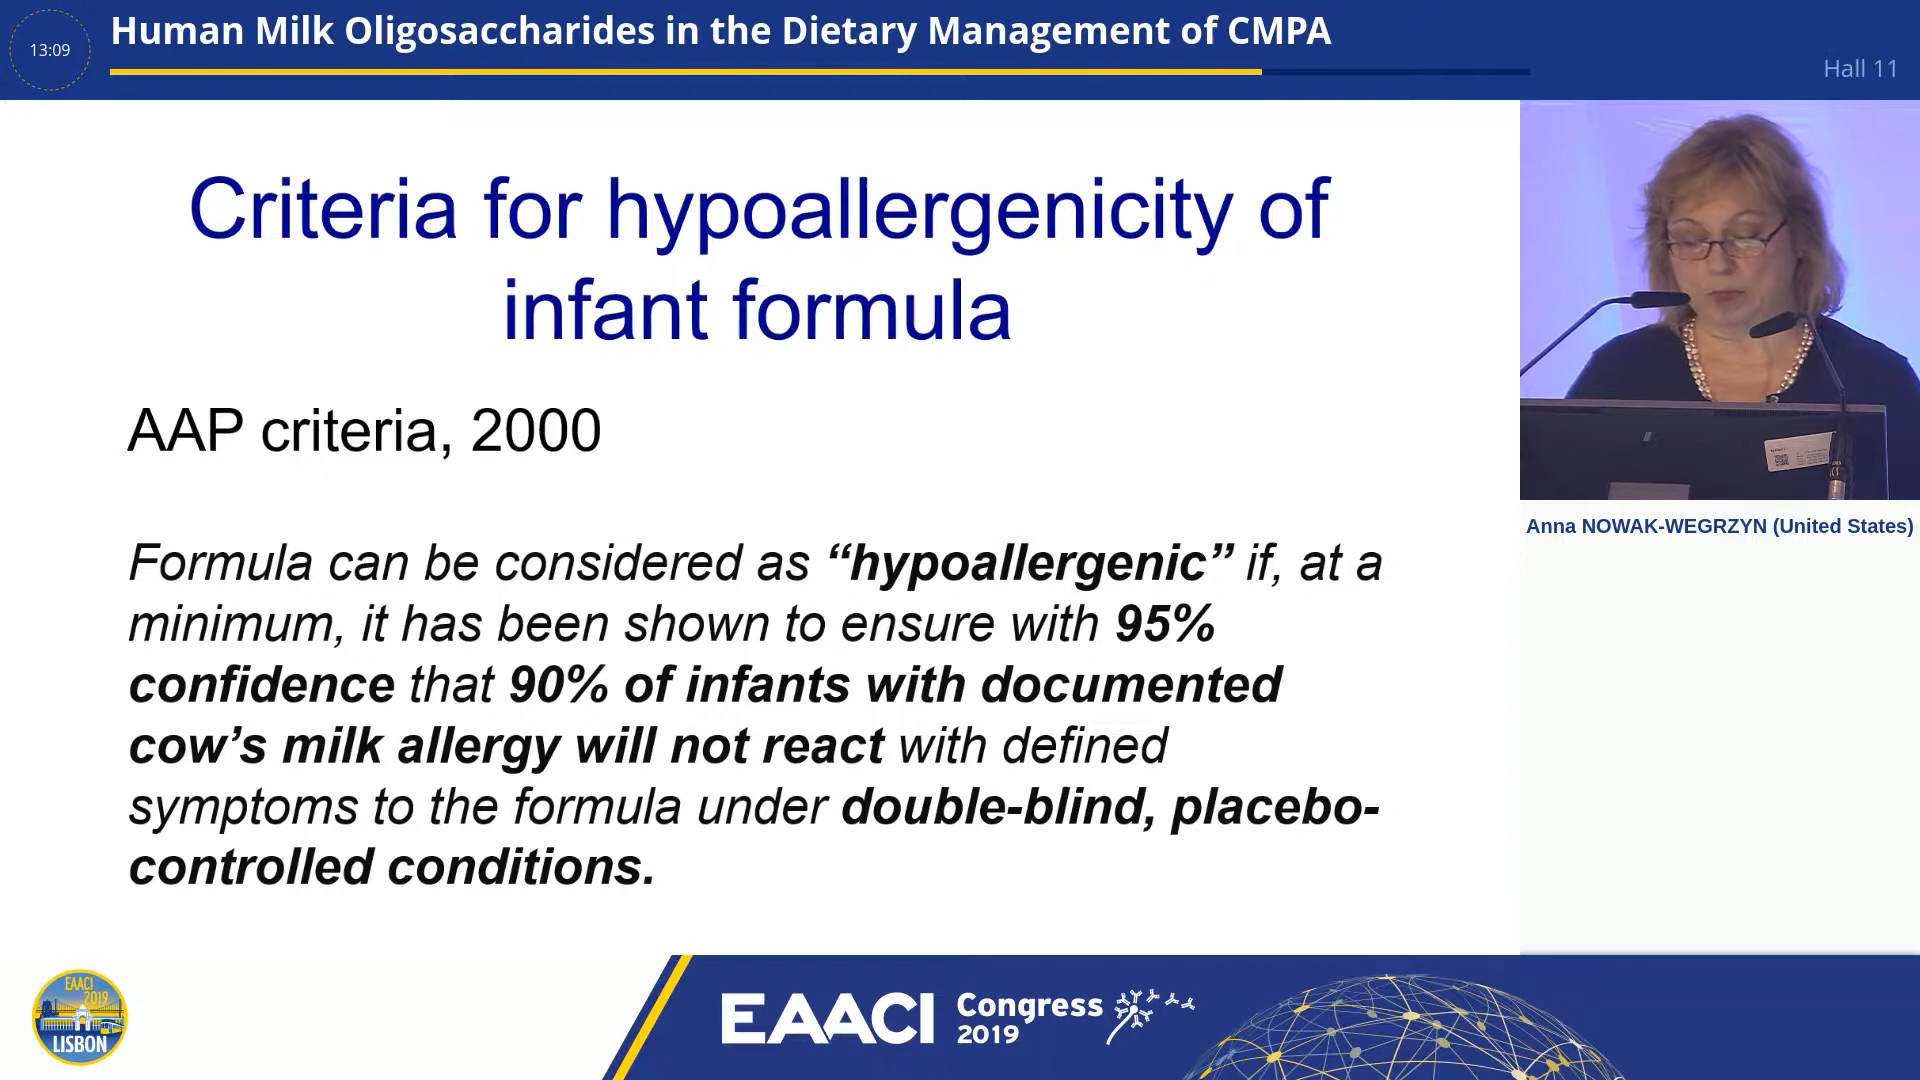 13:09
Human Milk Oligosaccharides in the Dietary Management of CMPA
Hall 11
Criteria for hypoallergenicity of
infant formula
AAP criteria, 2000
Formula can be considered as “hypoallergenic” if, at a
minimum, it has been shown to ensure with 95%
confidence that 90% of infants with documented
cow’s milk allergy will not react with defined
symptoms to the formula under double-blind, placebo-
controlled conditions.
Anna NOWAK-WEGRZYN (United States)
EAACI
2019
LISBON
EAACI Congress
2019